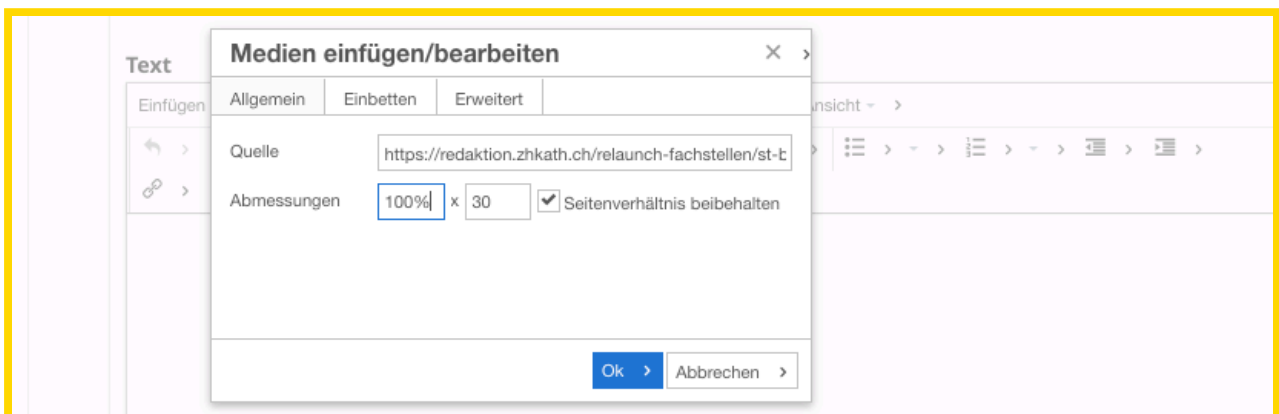 Medien einfügen/bearbeiten
Text
Einfügen
Allgemein Einbetten Erweitert
nsicht
Quelle https://redaktion.zhkath.ch/relaunch-fachstellen/st-b
Abmessungen 100% x 30 Seitenverhältnis beibehalten
Ok Abbrechen